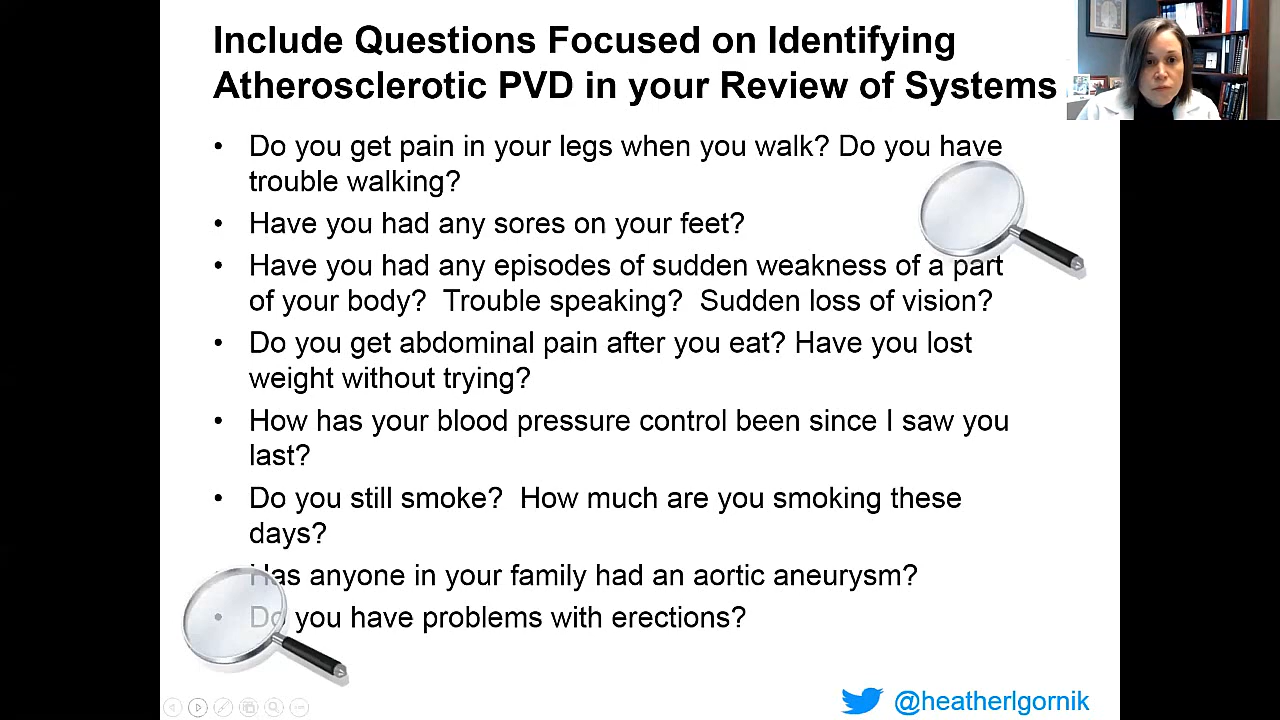 Include Questions Focused on Identifying
Atherosclerotic PVD in your Review of Systems
• Do you get pain in your legs when you walk? Do you have
trouble walking?
• Have you had any sores on your feet?
• Have you had any episodes of sudden weakness of a part
of your body? Trouble speaking? Sudden loss of vision?
• Do you get abdominal pain after you eat? Have you lost
weight without trying?
• How has your blood pressure control been since I saw you
last?
• Do you still smoke? How much are you smoking these
days?
• Has anyone in your family had an aortic aneurysm?
• Do you have problems with erections?
@heatherlgornik